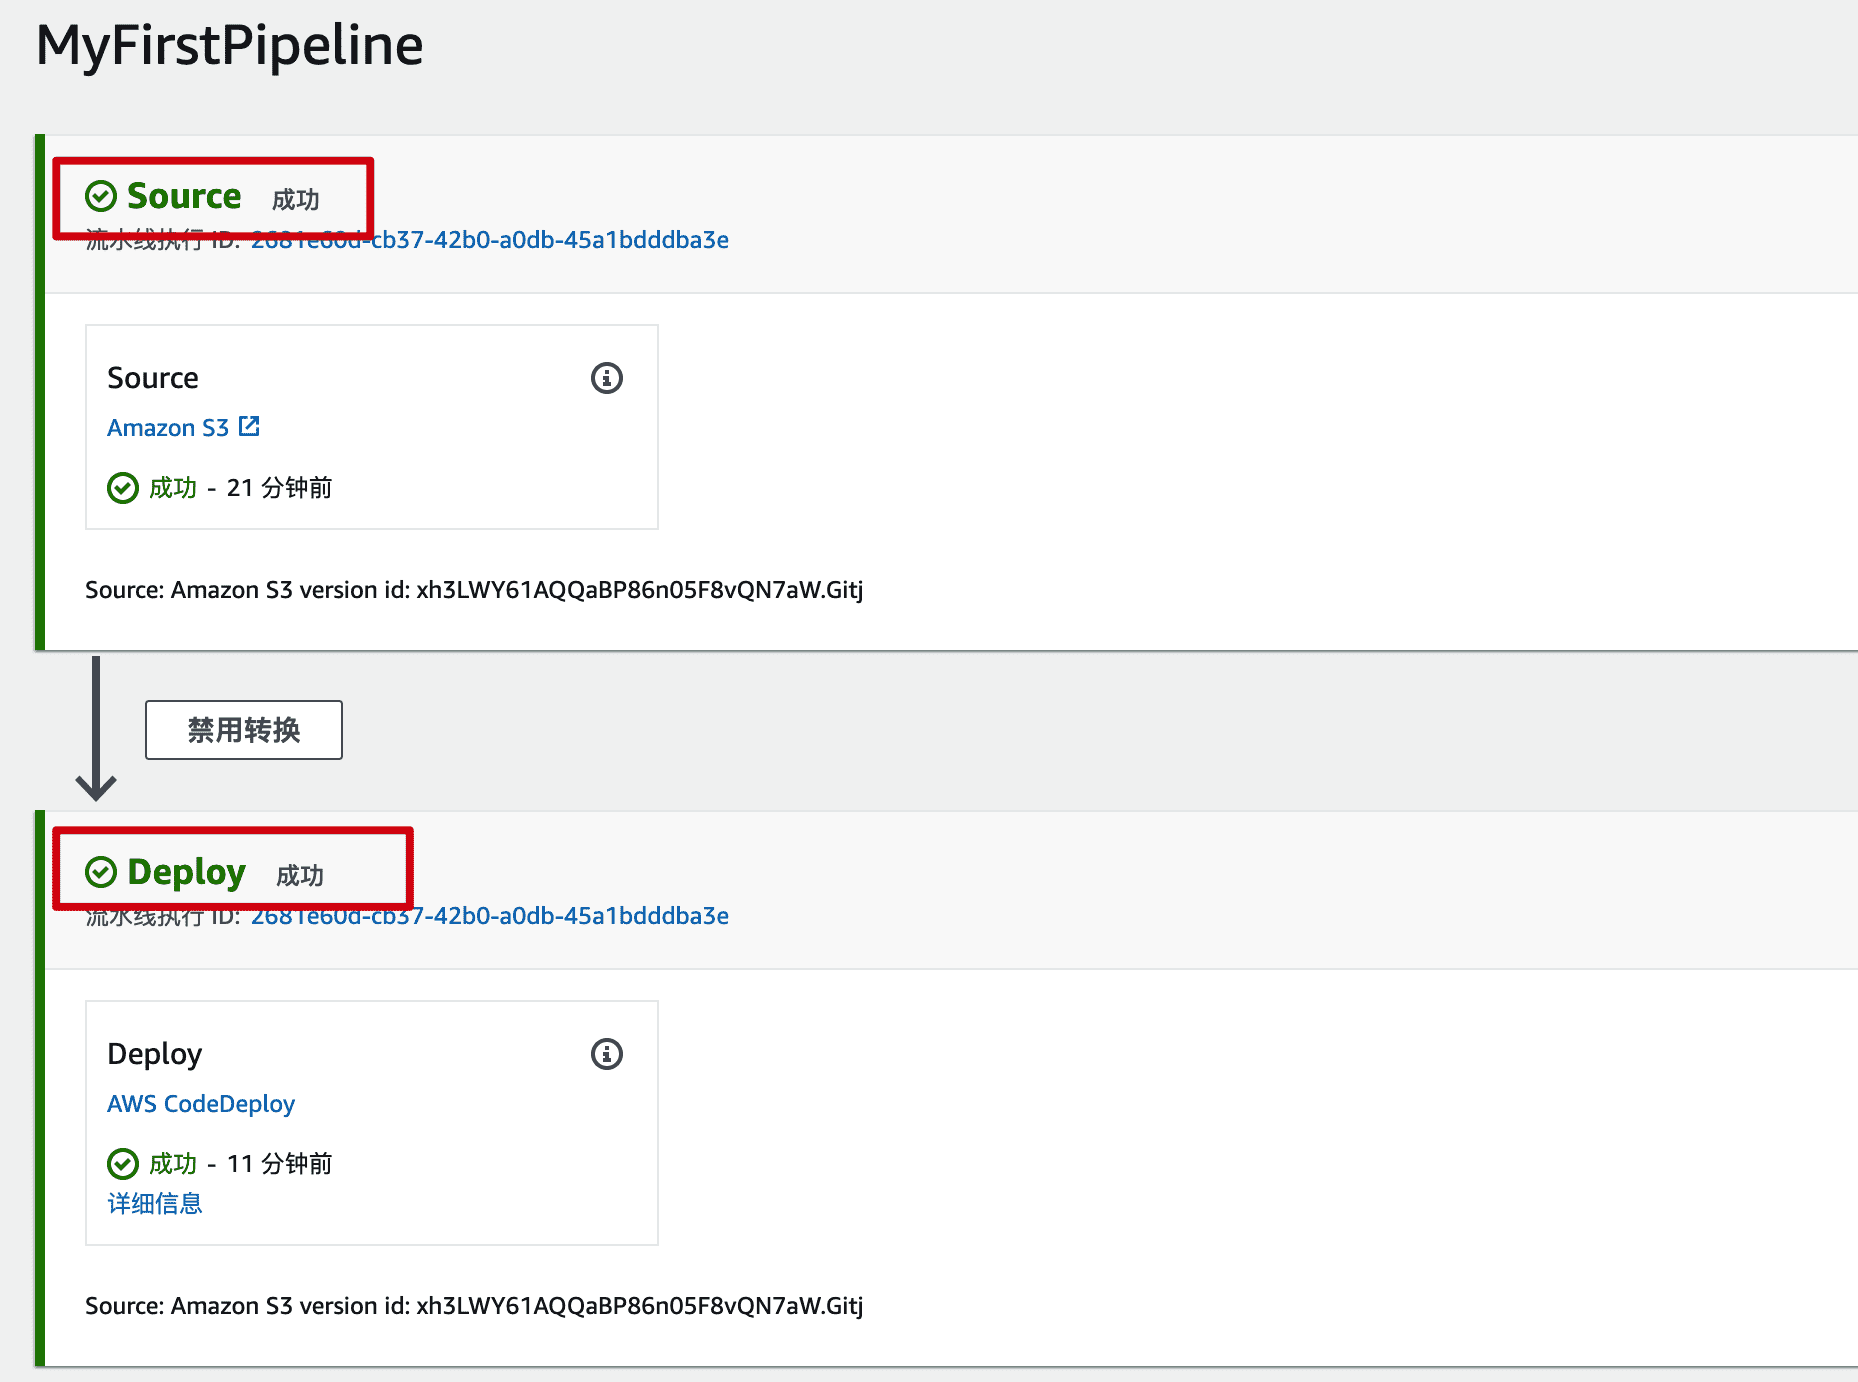 MyFirstPipeline
Source 成功
流水线执行 ID: 2681e60d-cb37-42b0-a0db-45a1bdddba3e
Source
Amazon S3
成功 - 21 分钟前
Source: Amazon S3 version id: xh3LWY61AQQaBP86n05F8vQN7aW.Gitj
禁用转换
Deploy 成功
流水线执行 ID: 2681e60d-cb37-42b0-a0db-45a1bdddba3e
Deploy
AWS CodeDeploy
成功 - 11 分钟前
详细信息
Source: Amazon S3 version id: xh3LWY61AQQaBP86n05F8vQN7aW.Gitj